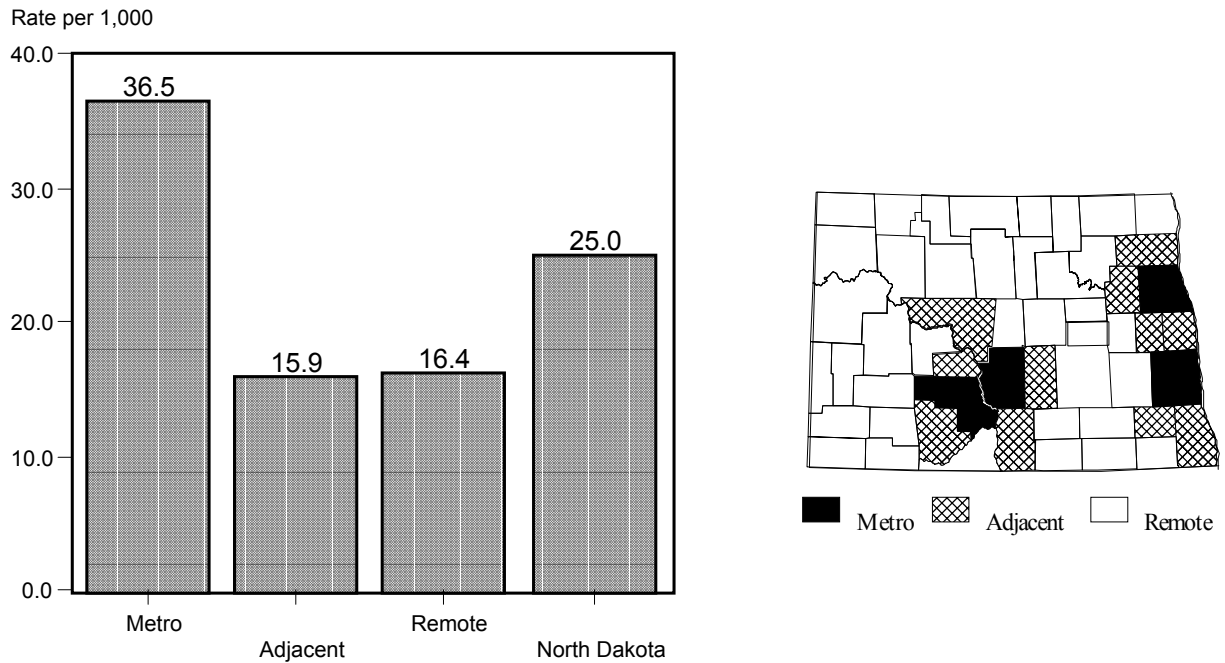 Rate per 1,000
40.0
36.5
30.0
25.0
20.0
15.9
16.4
10.0
0.0
Metro
Remote
Adjacent
North Dakota
Metro
Adjacent
Remote